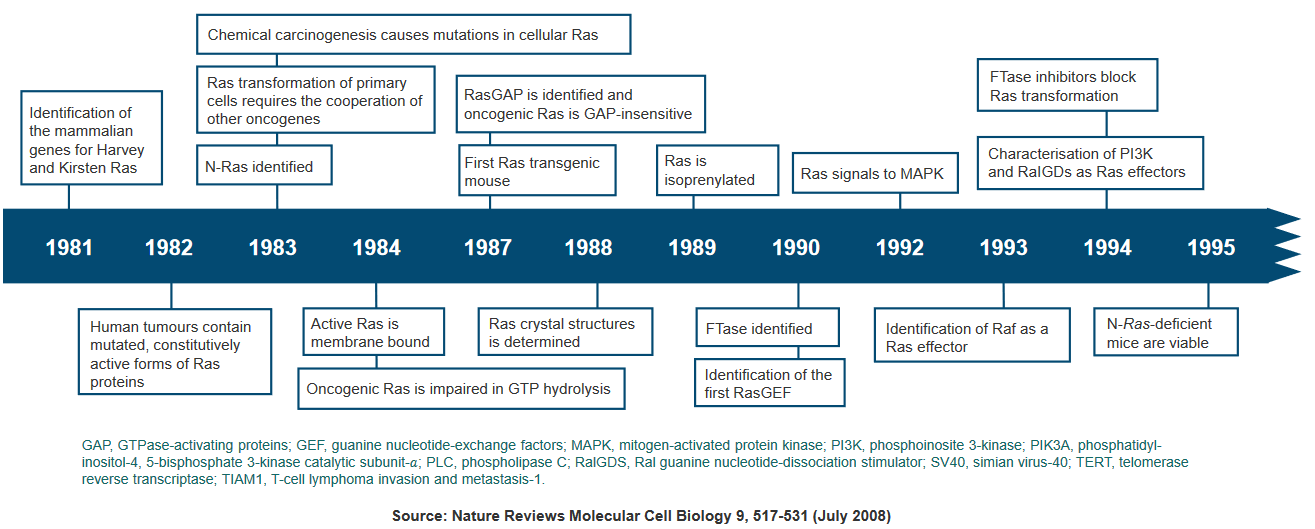 Chemical carcinogenesis causes mutations in cellular Ras
Ras transformation of primary
cells requires the cooperation of
other oncogenes
N-Ras identified
Identification of
the mammalian
genes for Harvey
and Kirsten Ras
RasGAP is identified and
oncogenic Ras is GAP-insensitive
First Ras transgenic
mouse
Ras is
isoprenylated
Ras signals to MAPK
FTase inhibitors block
Ras transformation
Characterisation of PI3K
and RalGDs as Ras effectors
1981 1982 1983 1984 1987 1988 1989 1990 1992 1993 1994 1995
Human tumours contain
mutated, constitutively
active forms of Ras
proteins
Active Ras is
membrane bound
Oncogenic Ras is impaired in GTP hydrolysis
Ras crystal structures
is determined
FTase identified
Identification of the
first RasGEF
Identification of Raf as a
Ras effector
N-Ras-deficient
mice are viable
GAP, GTPase-activating proteins; GEF, guanine nucleotide-exchange factors; MAPK, mitogen-activated protein kinase; PI3K, phosphoinosite 3-kinase; PIK3A, phosphatidyl-
inositol-4, 5-bisphosphate 3-kinase catalytic subunit-α; PLC, phospholipase C; RalGDS, Ral guanine nucleotide-dissociation stimulator; SV40, simian virus-40; TERT, telomerase
reverse transcriptase; TIAM1, T-cell lymphoma invasion and metastasis-1.
Source: Nature Reviews Molecular Cell Biology 9, 517-531 (July 2008)